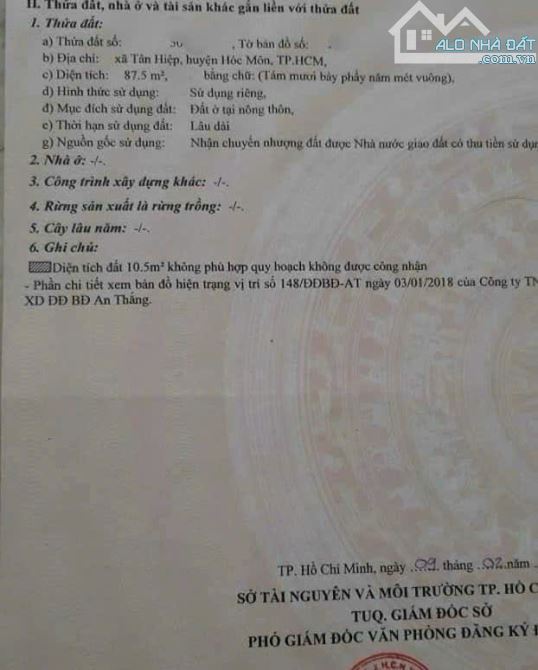 II. Thửa đất, nhà ở và tài sản khác gắn liền với thửa đất
1. Thửa đất:
a) Thửa đất số: , Tờ bản đồ số:
b) Địa chỉ: xã Tân Hiệp, huyện Hóc Môn, TP.HCM,
c) Diện tích: 87.5 m², bằng chữ: (Tám mươi bảy phẩy năm mét vuông),
d) Hình thức sử dụng: Sử dụng riêng,
đ) Mục đích sử dụng đất: Đất ở tại nông thôn,
e) Thời hạn sử dụng đất: Lâu dài
g) Nguồn gốc sử dụng: Nhận chuyển nhượng đất được Nhà nước giao đất có thu tiền sử dụn
2. Nhà ở: -/-.
3. Công trình xây dựng khác: -/-.
4. Rừng sản xuất là rừng trồng: -/-.
5. Cây lâu năm: -/-.
6. Ghi chú:
Diện tích đất 10.5m² không phù hợp quy hoạch không được công nhận
- Phần chi tiết xem bản đồ hiện trạng vị trí số 148/ĐĐBĐ-AT ngày 03/01/2018 của Công ty TN
XD ĐĐ BĐ An Thắng.
TP. Hồ Chí Minh, ngày .09. tháng .02. năm .
SỞ TÀI NGUYÊN VÀ MÔI TRƯỜNG TP. HỒ C
TUQ. GIÁM ĐỐC SỞ
PHÓ GIÁM ĐỐC VĂN PHÒNG ĐĂNG KÝ Đ
ALO NHÀ ĐẤT
.com.vn